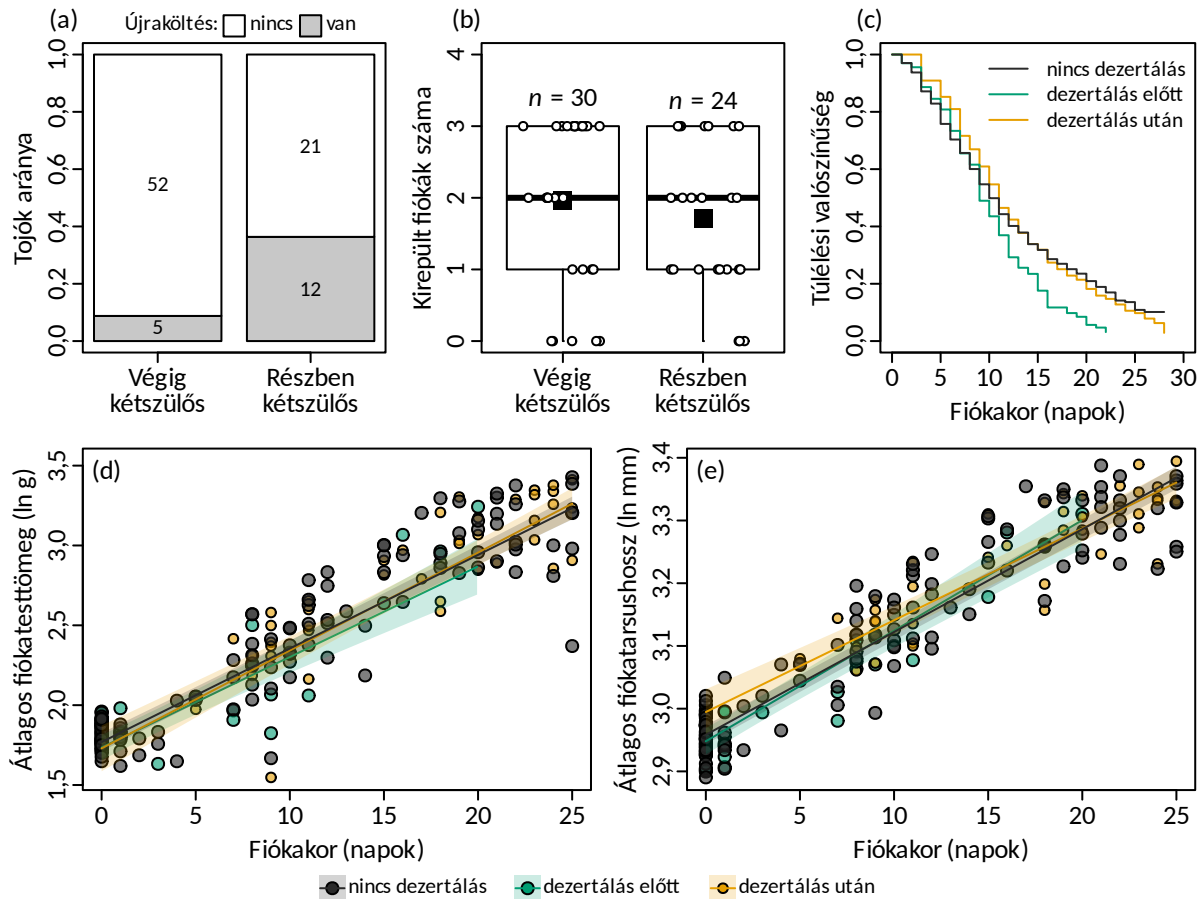 (a)
Újraköltés: nincs van
Tojók aránya
0,0 0,2 0,4 0,6 0,8 1,0
52
5
21
12
Végig
kétszülős
Részben
kétszülős
(b)
Kirepült fiókák száma
0 1 2 3 4
n = 30
n = 24
Végig
kétszülős
Részben
kétszülős
(c)
Túlélési valószínűség
0,0 0,2 0,4 0,6 0,8 1,0
nincs dezertálás
dezertálás előtt
dezertálás után
0 5 10 15 20 25 30
Fiókakor (napok)
(d)
Átlagos fiókatesttömeg (ln g)
1,5 2,0 2,5 3,0 3,5
0 5 10 15 20 25
Fiókakor (napok)
(e)
Átlagos fiókatarsushossz (ln mm)
2,9 3,0 3,1 3,2 3,3 3,4
0 5 10 15 20 25
Fiókakor (napok)
nincs dezertálás dezertálás előtt dezertálás után